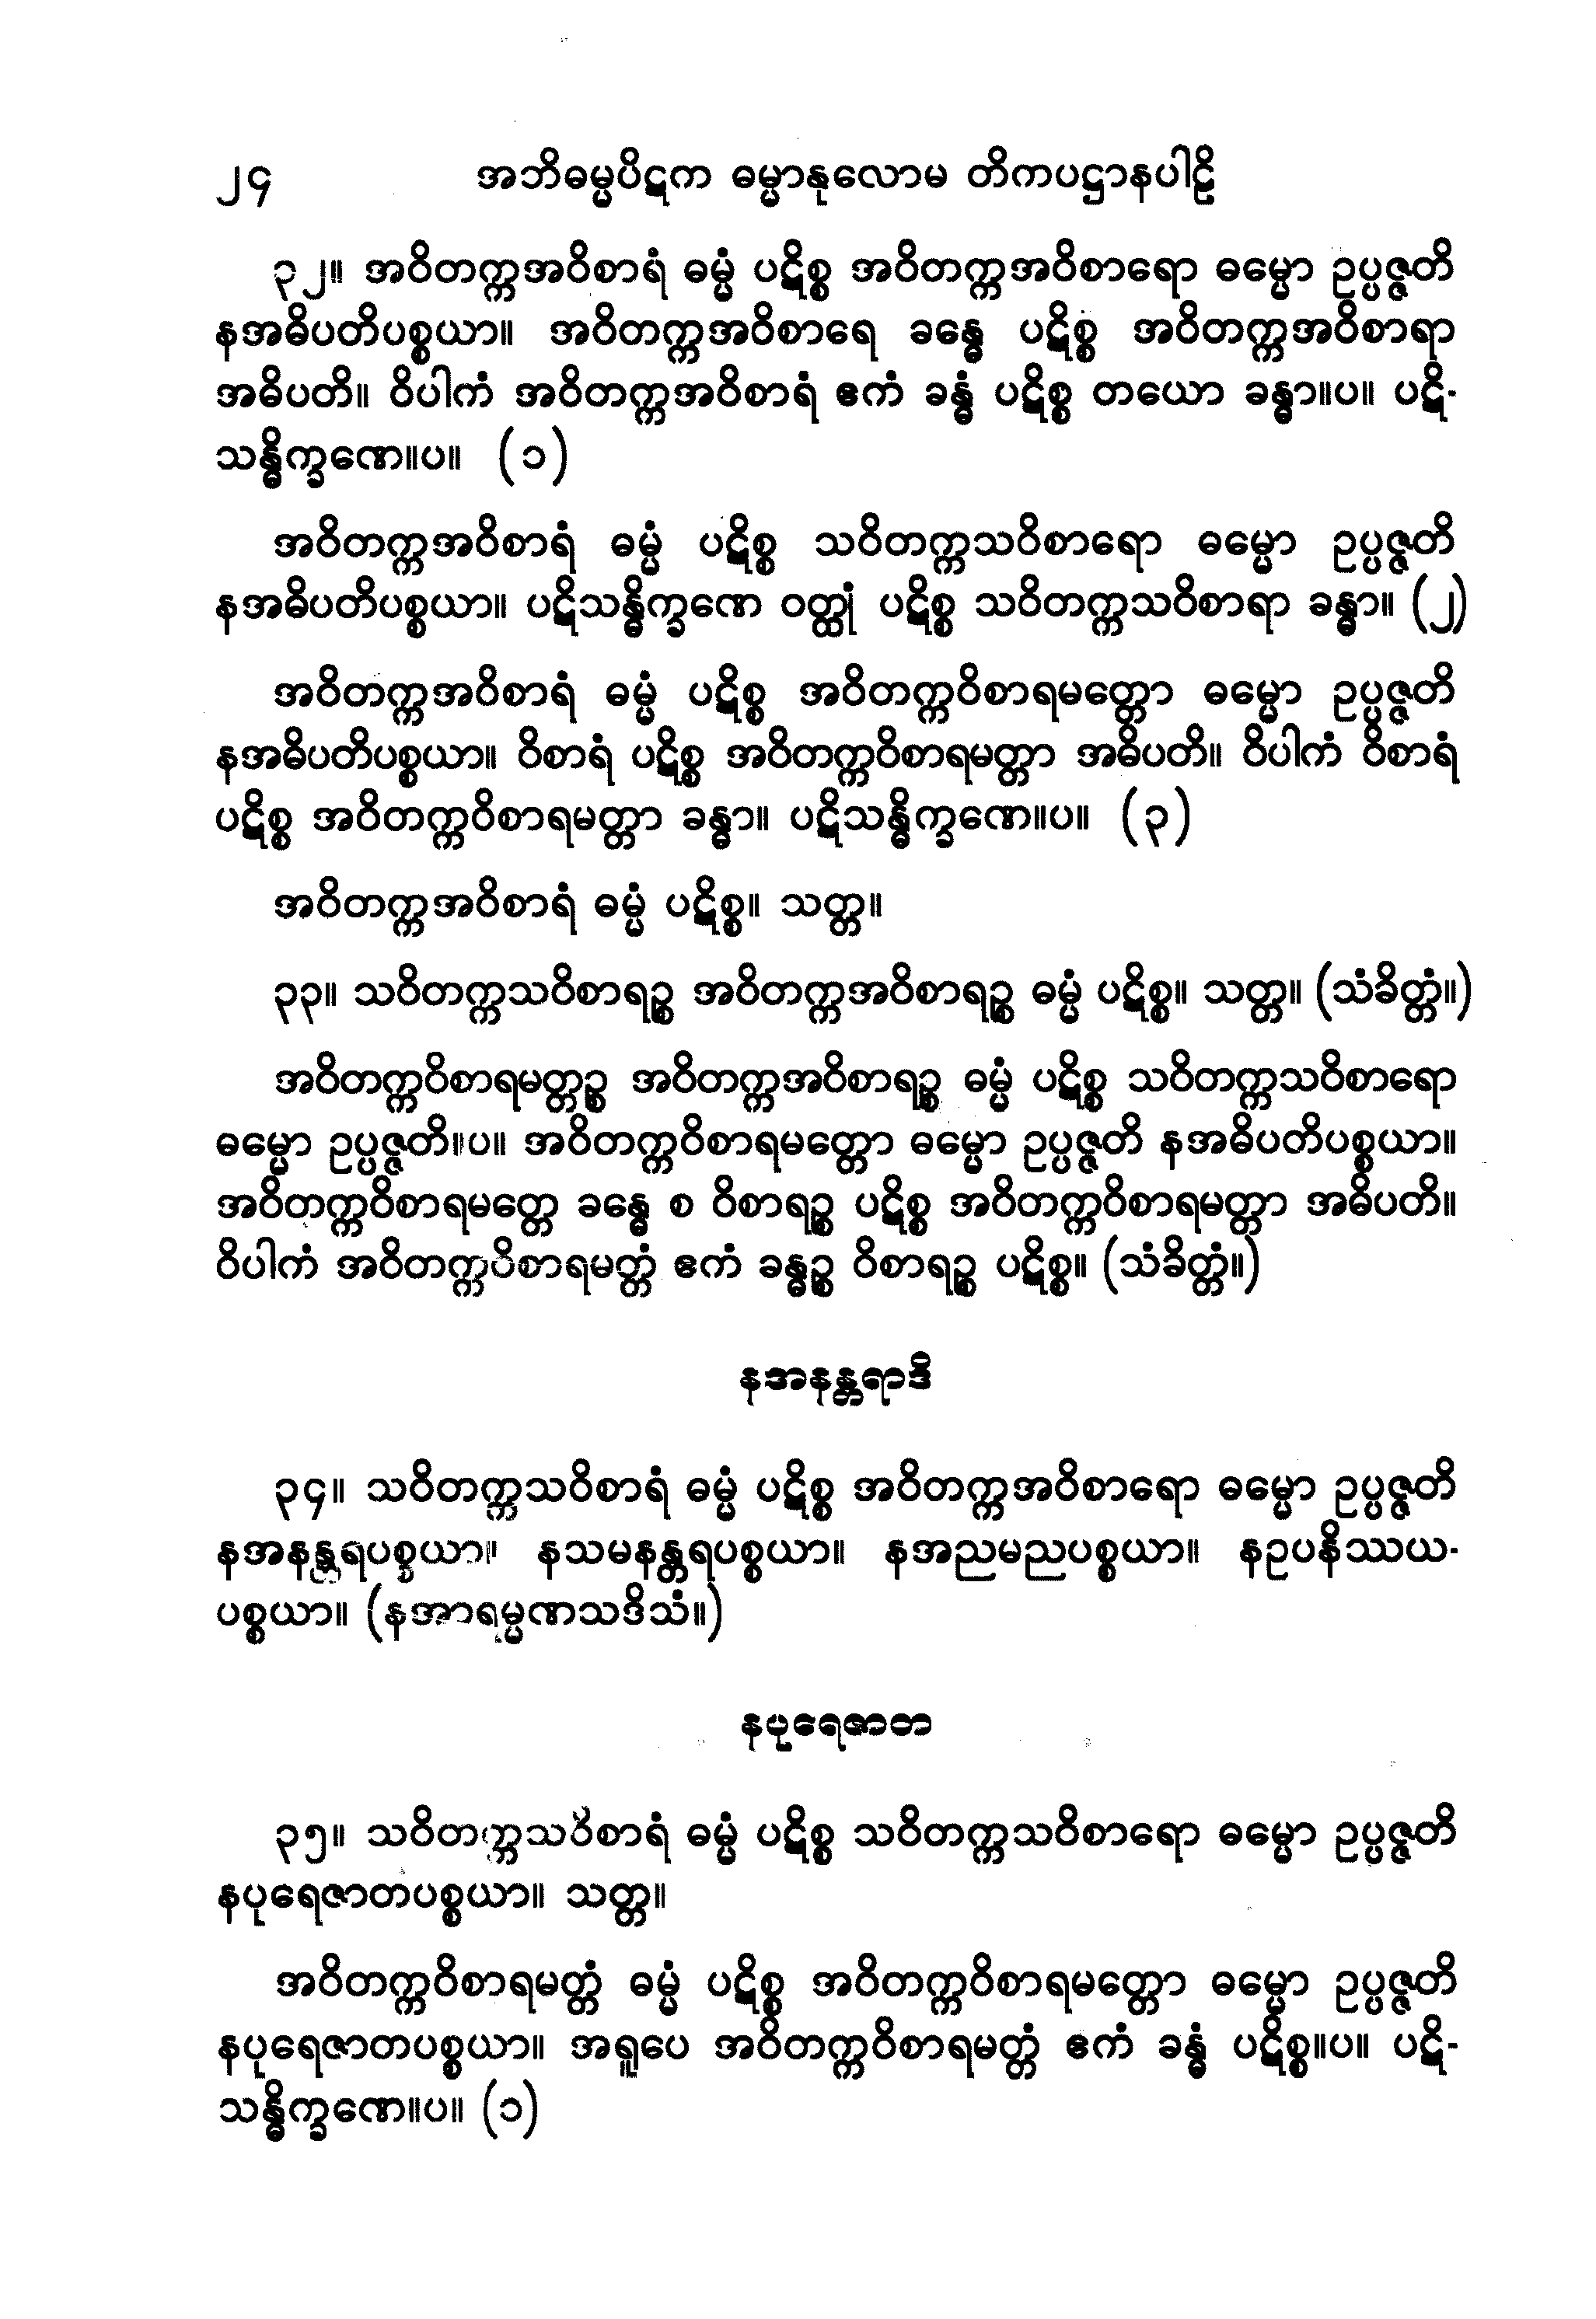 ၂၄ အဘိဓမ္မပိဋက ဓမ္မာနုလောမ တိကပဋ္ဌာနပါဠိ
၃၂။ အဝိတက္ကအဝိစာရံ ဓမ္မံ ပဋိစ္စ အဝိတက္ကအဝိစာရော ဓမ္မော ဥပ္ပဇ္ဇတိ
နအဓိပတိပစ္စယာ။ အဝိတက္ကအဝိစာရေ ခန္ဓေ ပဋိစ္စ အဝိတက္ကအဝိစာရာ
အဓိပတိ။ ဝိပါကံ အဝိတက္ကအဝိစာရံ ဧကံ ခန္ဓံ ပဋိစ္စ တယော ခန္ဓာ။ပ။ ပဋိ-
သန္ဓိက္ခဏေ။ပ။ (၁)
အဝိတက္ကအဝိစာရံ ဓမ္မံ ပဋိစ္စ သဝိတက္ကသဝိစာရော ဓမ္မော ဥပ္ပဇ္ဇတိ
နအဓိပတိပစ္စယာ။ ပဋိသန္ဓိက္ခဏေ ဝတ္ထုံ ပဋိစ္စ သဝိတက္ကသဝိစာရာ ခန္ဓာ။ (၂)
အဝိတက္ကအဝိစာရံ ဓမ္မံ ပဋိစ္စ အဝိတက္ကဝိစာရမတ္တော ဓမ္မော ဥပ္ပဇ္ဇတိ
နအဓိပတိပစ္စယာ။ ဝိစာရံ ပဋိစ္စ အဝိတက္ကဝိစာရမတ္တာ အဓိပတိ။ ဝိပါကံ ဝိစာရံ
ပဋိစ္စ အဝိတက္ကဝိစာရမတ္တာ ခန္ဓာ။ ပဋိသန္ဓိက္ခဏေ။ပ။ (၃)
အဝိတက္ကအဝိစာရံ ဓမ္မံ ပဋိစ္စ။ သတ္တ။
၃၃။ သဝိတက္ကသဝိစာရဉ္စ အဝိတက္ကအဝိစာရဉ္စ ဓမ္မံ ပဋိစ္စ။ သတ္တ။ (သံခိတ္တံ။)
အဝိတက္ကဝိစာရမတ္တဉ္စ အဝိတက္ကအဝိစာရဉ္စ ဓမ္မံ ပဋိစ္စ သဝိတက္ကသဝိစာရော
ဓမ္မော ဥပ္ပဇ္ဇတိ။ပ။ အဝိတက္ကဝိစာရမတ္တော ဓမ္မော ဥပ္ပဇ္ဇတိ နအဓိပတိပစ္စယာ။
အဝိတက္ကဝိစာရမတ္တေ ခန္ဓေ စ ဝိစာရဉ္စ ပဋိစ္စ အဝိတက္ကဝိစာရမတ္တာ အဓိပတိ။
ဝိပါကံ အဝိတက္ကဝိစာရမတ္တံ ဧကံ ခန္ဓဉ္စ ဝိစာရဉ္စ ပဋိစ္စ။ (သံခိတ္တံ။)
နအနန္တရာဒိ
၃၄။ သဝိတက္ကသဝိစာရံ ဓမ္မံ ပဋိစ္စ အဝိတက္ကအဝိစာရော ဓမ္မော ဥပ္ပဇ္ဇတိ
နအနန္တရပစ္စယာ။ နသမနန္တရပစ္စယာ။ နအညမညပစ္စယာ။ နဥပနိဿယ-
ပစ္စယာ။ (နအာရမ္မဏသဒိသံ။)
နပုရေဇာတ
၃၅။ သဝိတက္ကသဝိစာရံ ဓမ္မံ ပဋိစ္စ သဝိတက္ကသဝိစာရော ဓမ္မော ဥပ္ပဇ္ဇတိ
နပုရေဇာတပစ္စယာ။ သတ္တ။
အဝိတက္ကဝိစာရမတ္တံ ဓမ္မံ ပဋိစ္စ အဝိတက္ကဝိစာရမတ္တော ဓမ္မော ဥပ္ပဇ္ဇတိ
နပုရေဇာတပစ္စယာ။ အရူပေ အဝိတက္ကဝိစာရမတ္တံ ဧကံ ခန္ဓံ ပဋိစ္စ။ပ။ ပဋိ-
သန္ဓိက္ခဏေ။ပ။ (၁)